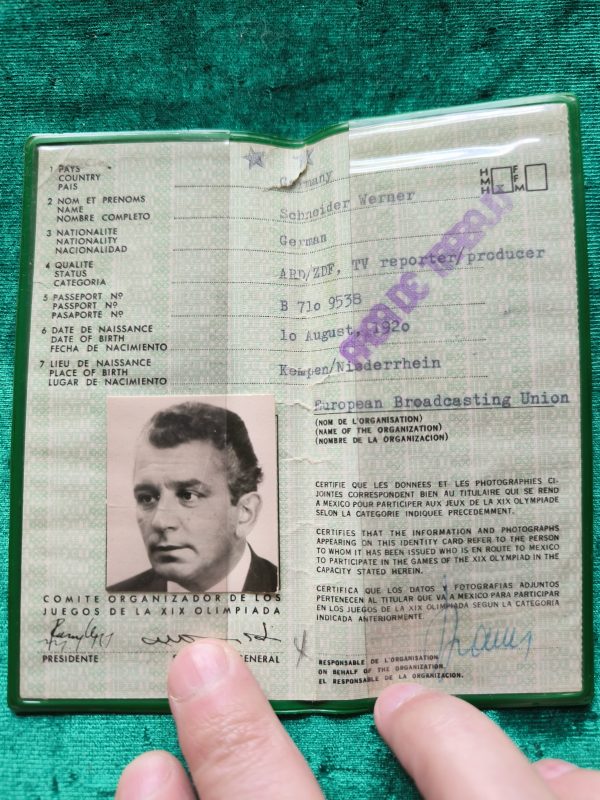 1 PAYS
COUNTRY
PAIS
Germany
2 NOM ET PRENOMS
NAME
NOMBRE COMPLETO
Schneider Werner
3 NATIONALITE
NATIONALITY
NACIONALIDAD
German
4 QUALITE
STATUS
CATEGORIA
ARD/ZDF, TV reporter/producer
5 PASSEPORT Nº
PASSPORT Nº
PASAPORTE Nº
B 71o 9538
6 DATE DE NAISSANCE
DATE OF BIRTH
FECHA DE NACIMIENTO
1o August, 192o
7 LIEU DE NAISSANCE
PLACE OF BIRTH
LUGAR DE NACIMIENTO
Kempen/Niederrhein
H F
M F
H M
AREA DE TRABAJO
COMITE ORGANIZADOR DE LOS
JUEGOS DE LA XIX OLIMPIADA
PRESIDENTE
GENERAL
European Broadcasting Union
(NOM DE L'ORGANISATION)
(NAME OF THE ORGANIZATION)
(NOMBRE DE LA ORGANIZACION)
CERTIFIE QUE LES DONNEES ET LES PHOTOGRAPHIES CI-
JOINTES CORRESPONDENT BIEN AU TITULAIRE QUI SE REND
A MEXICO POUR PARTICIPER AUX JEUX DE LA XIX OLYMPIADE
SELON LA CATEGORIE INDIQUEE PRECEDEMMENT.
CERTIFIES THAT THE INFORMATION AND PHOTOGRAPHS
APPEARING ON THIS IDENTITY CARD REFER TO THE PERSON
TO WHOM IT HAS BEEN ISSUED WHO IS EN ROUTE TO MEXICO
TO PARTICIPATE IN THE GAMES OF THE XIX OLYMPIAD IN THE
CAPACITY STATED HEREIN.
CERTIFICA QUE LOS DATOS Y FOTOGRAFIAS ADJUNTOS
PERTENECEN AL TITULAR QUE VA A MEXICO PARA PARTICIPAR
EN LOS JUEGOS DE LA XIX OLIMPIADA SEGUN LA CATEGORIA
INDICADA ANTERIORMENTE.
RESPONSABLE DE L'ORGANISATION
ON BEHALF OF THE ORGANIZATION.
EL RESPONSABLE DE LA ORGANIZACION.